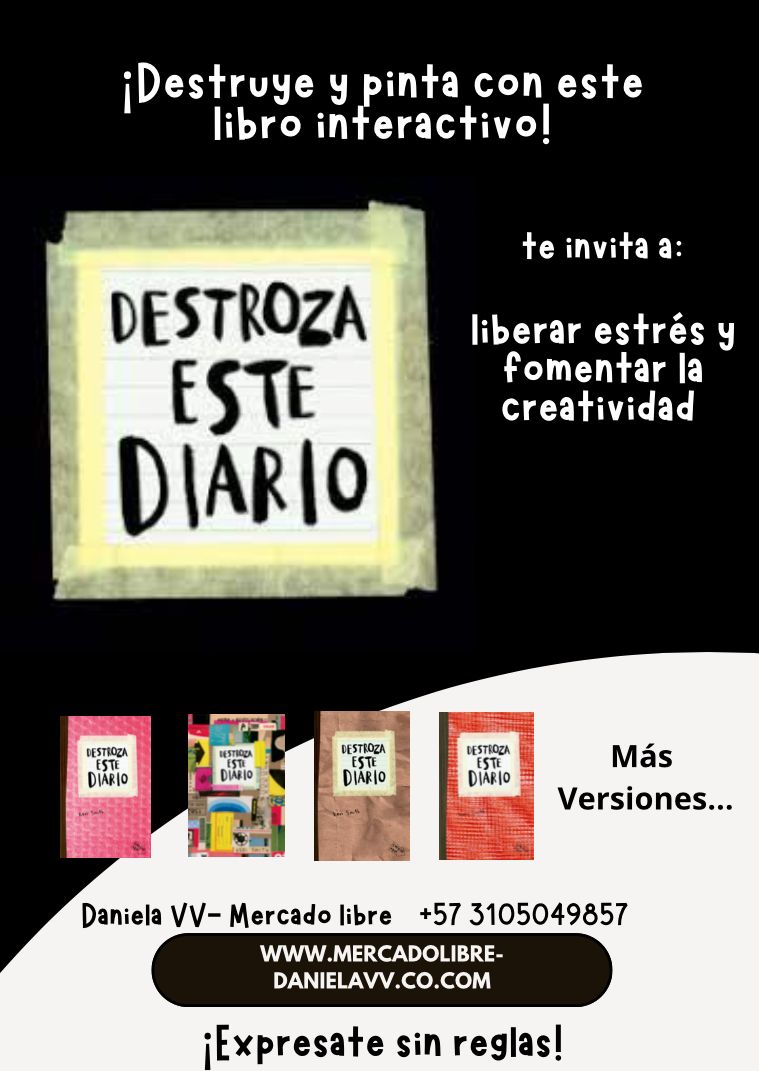 ¡Destruye y pinta con este
libro interactivo!
DESTROZA
ESTE
DIARIO
te invita a:
liberar estrés y
fomentar la
creatividad
DESTROZA
ESTE
DIARIO
DESTROZA
ESTE
DIARIO
DESTROZA
ESTE
DIARIO
Keri Smith
DESTROZA
ESTE
DIARIO
Más
Versiones...
Daniela VV- Mercado libre +57 3105049857
WWW.MERCADOLIBRE-
DANIELAVV.CO.COM
¡Expresate sin reglas!